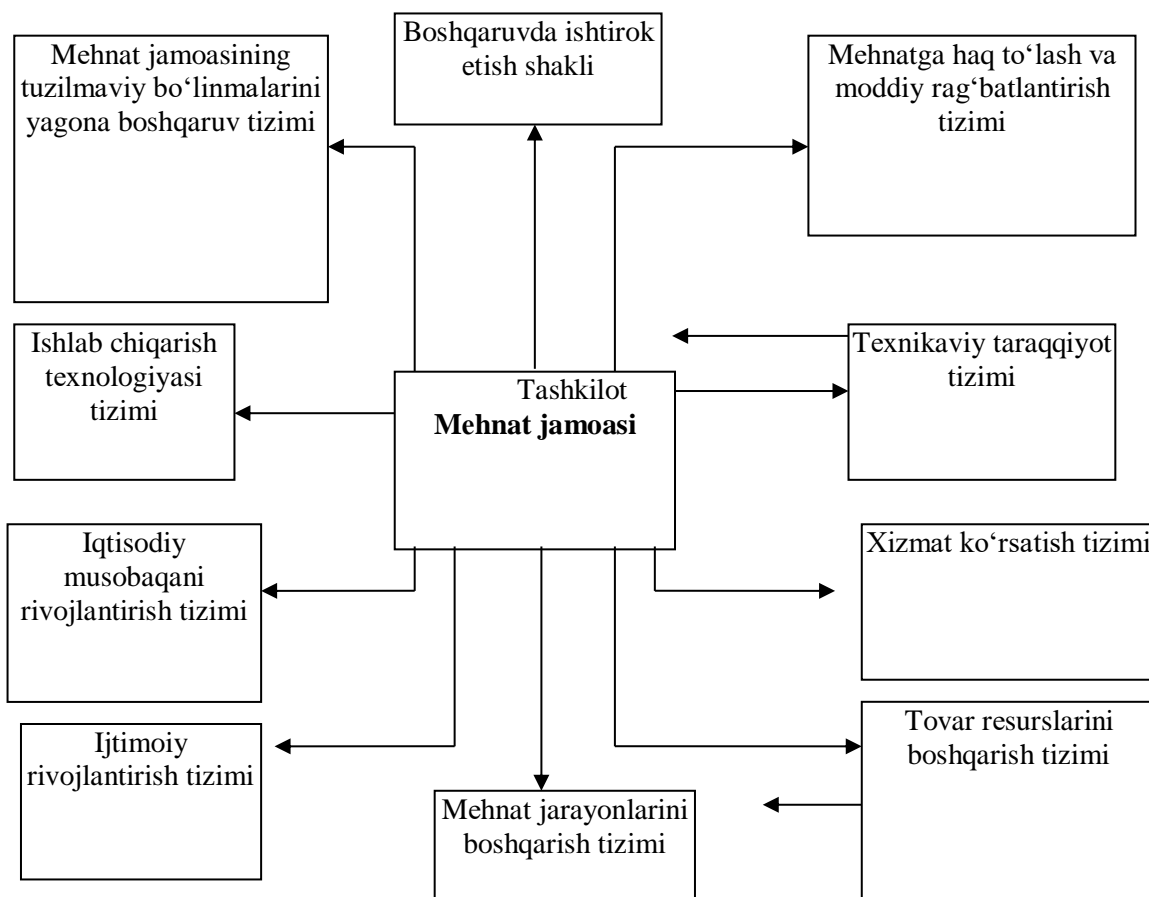 Mehnat jamoasining
tuzilmaviy bo‘linmalarini
yagona boshqaruv tizimi
Boshqaruvda ishtirok
etish shakli
Mehnatga haq to‘lash va
moddiy rag‘batlantirish
tizimi
Ishlab chiqarish
texnologiyasi
tizimi
Tashkilot
Mehnat jamoasi
Texnikaviy taraqqiyot
tizimi
Iqtisodiy
musobaqani
rivojlantirish tizimi
Xizmat ko‘rsatish tizimi
Ijtimoiy
rivojlantirish tizimi
Mehnat jarayonlarini
boshqarish tizimi
Tovar resurslarini
boshqarish tizimi